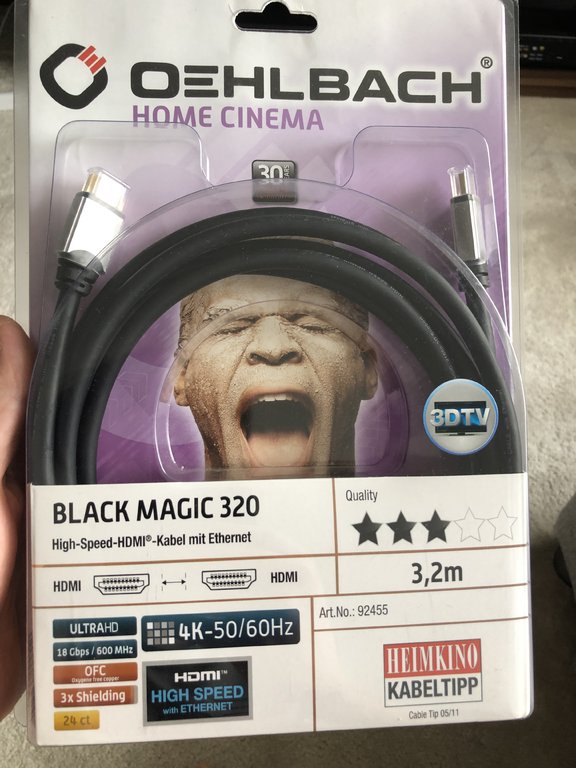 OEHLBACH®
HOME CINEMA
30 YEARS
3DTV
BLACK MAGIC 320
High-Speed-HDMI®-Kabel mit Ethernet
HDMI HDMI
Quality
3,2m
ULTRAHD
18 Gbps / 600 MHz
OFC
Oxygene free copper
3x Shielding
24 ct
4K-50/60Hz
HDMI™
HIGH SPEED
with ETHERNET
Art.No.: 92455
HEIMKINO
KABELTIPP
Cable Tip 05/11